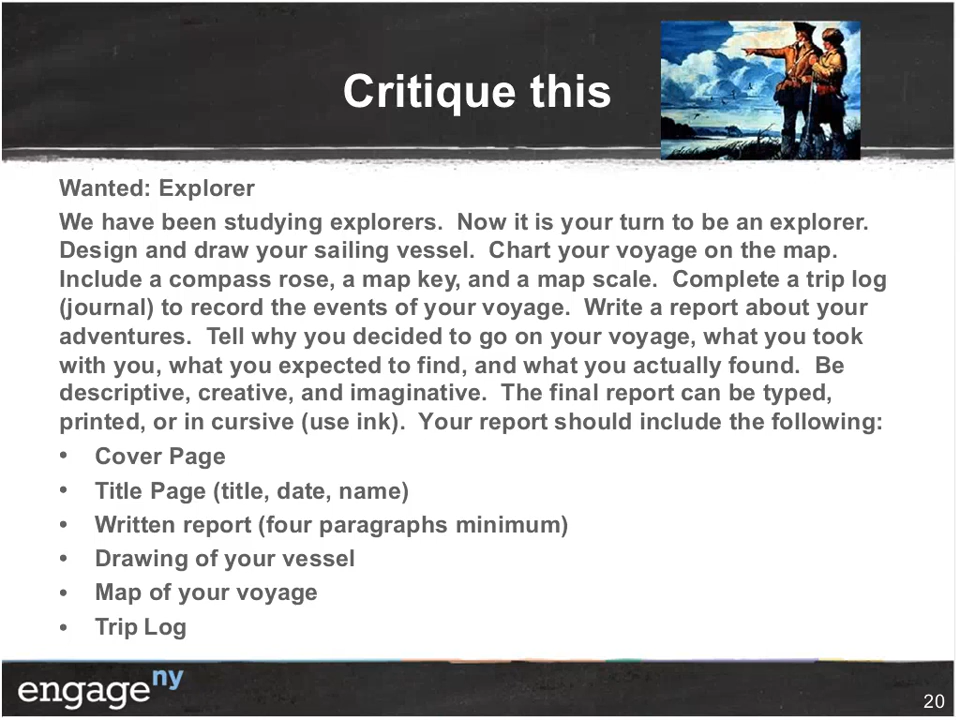 Critique this
Wanted: Explorer
We have been studying explorers.  Now it is your turn to be an explorer.
Design and draw your sailing vessel.  Chart your voyage on the map.
Include a compass rose, a map key, and a map scale.  Complete a trip log
(journal) to record the events of your voyage.  Write a report about your
adventures.  Tell why you decided to go on your voyage, what you took
with you, what you expected to find, and what you actually found.  Be
descriptive, creative, and imaginative.  The final report can be typed,
printed, or in cursive (use ink).  Your report should include the following:
• Cover Page
• Title Page (title, date, name)
• Written report (four paragraphs minimum)
• Drawing of your vessel
• Map of your voyage
• Trip Log
engageny
20